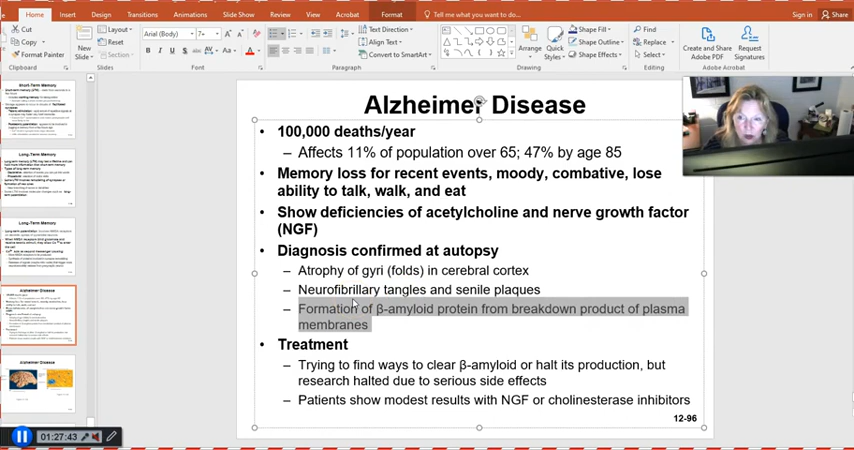 Home Insert Design Transitions Animations Slide Show Review View Acrobat Format Tell me what you want to do... Sign in Share
Cut
Copy
Format Painter
Clipboard
New
Slide
Layout
Reset
Section
Slides
Arial (Body) 7+
Font
Paragraph
Text Direction
Align Text
Convert to SmartArt
Arrange
Quick
Styles
Shape Fill
Shape Outline
Shape Effects
Drawing
Find
Replace
Select
Editing
Create and Share
Adobe PDF
Request
Signatures
Adobe Acrobat
Short-Term Memory
Long-Term Memory
Long-Term Memory
Alzheimer Disease
Alzheimer Disease
Alzheimer Disease
• 100,000 deaths/year
– Affects 11% of population over 65; 47% by age 85
• Memory loss for recent events, moody, combative, lose
ability to talk, walk, and eat
• Show deficiencies of acetylcholine and nerve growth factor
(NGF)
• Diagnosis confirmed at autopsy
– Atrophy of gyri (folds) in cerebral cortex
– Neurofibrillary tangles and senile plaques
– Formation of β-amyloid protein from breakdown product of plasma
membranes
• Treatment
– Trying to find ways to clear β-amyloid or halt its production, but
research halted due to serious side effects
– Patients show modest results with NGF or cholinesterase inhibitors
12-96
01:27:43